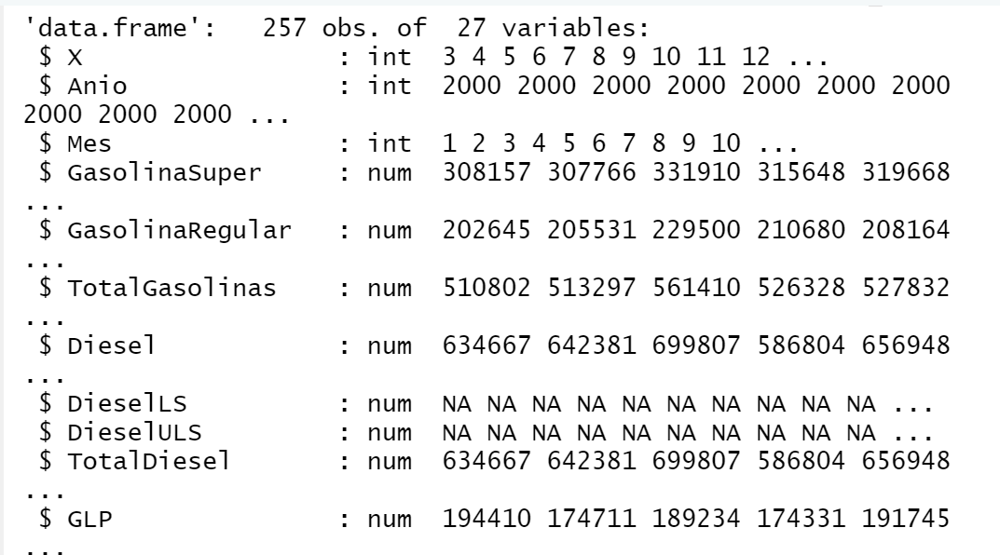 'data.frame':   257 obs. of  27 variables:
 $ X                 : int  3 4 5 6 7 8 9 10 11 12 ...
 $ Anio              : int  2000 2000 2000 2000 2000 2000 2000
2000 2000 2000 ...
 $ Mes               : int  1 2 3 4 5 6 7 8 9 10 ...
 $ GasolinaSuper     : num  308157 307766 331910 315648 319668
...
 $ GasolinaRegular   : num  202645 205531 229500 210680 208164
...
 $ TotalGasolinas    : num  510802 513297 561410 526328 527832
...
 $ Diesel            : num  634667 642381 699807 586804 656948
...
 $ DieselLS          : num  NA NA NA NA NA NA NA NA NA NA ...
 $ DieselULS         : num  NA NA NA NA NA NA NA NA NA NA ...
 $ TotalDiesel       : num  634667 642381 699807 586804 656948
...
 $ GLP               : num  194410 174711 189234 174331 191745
...